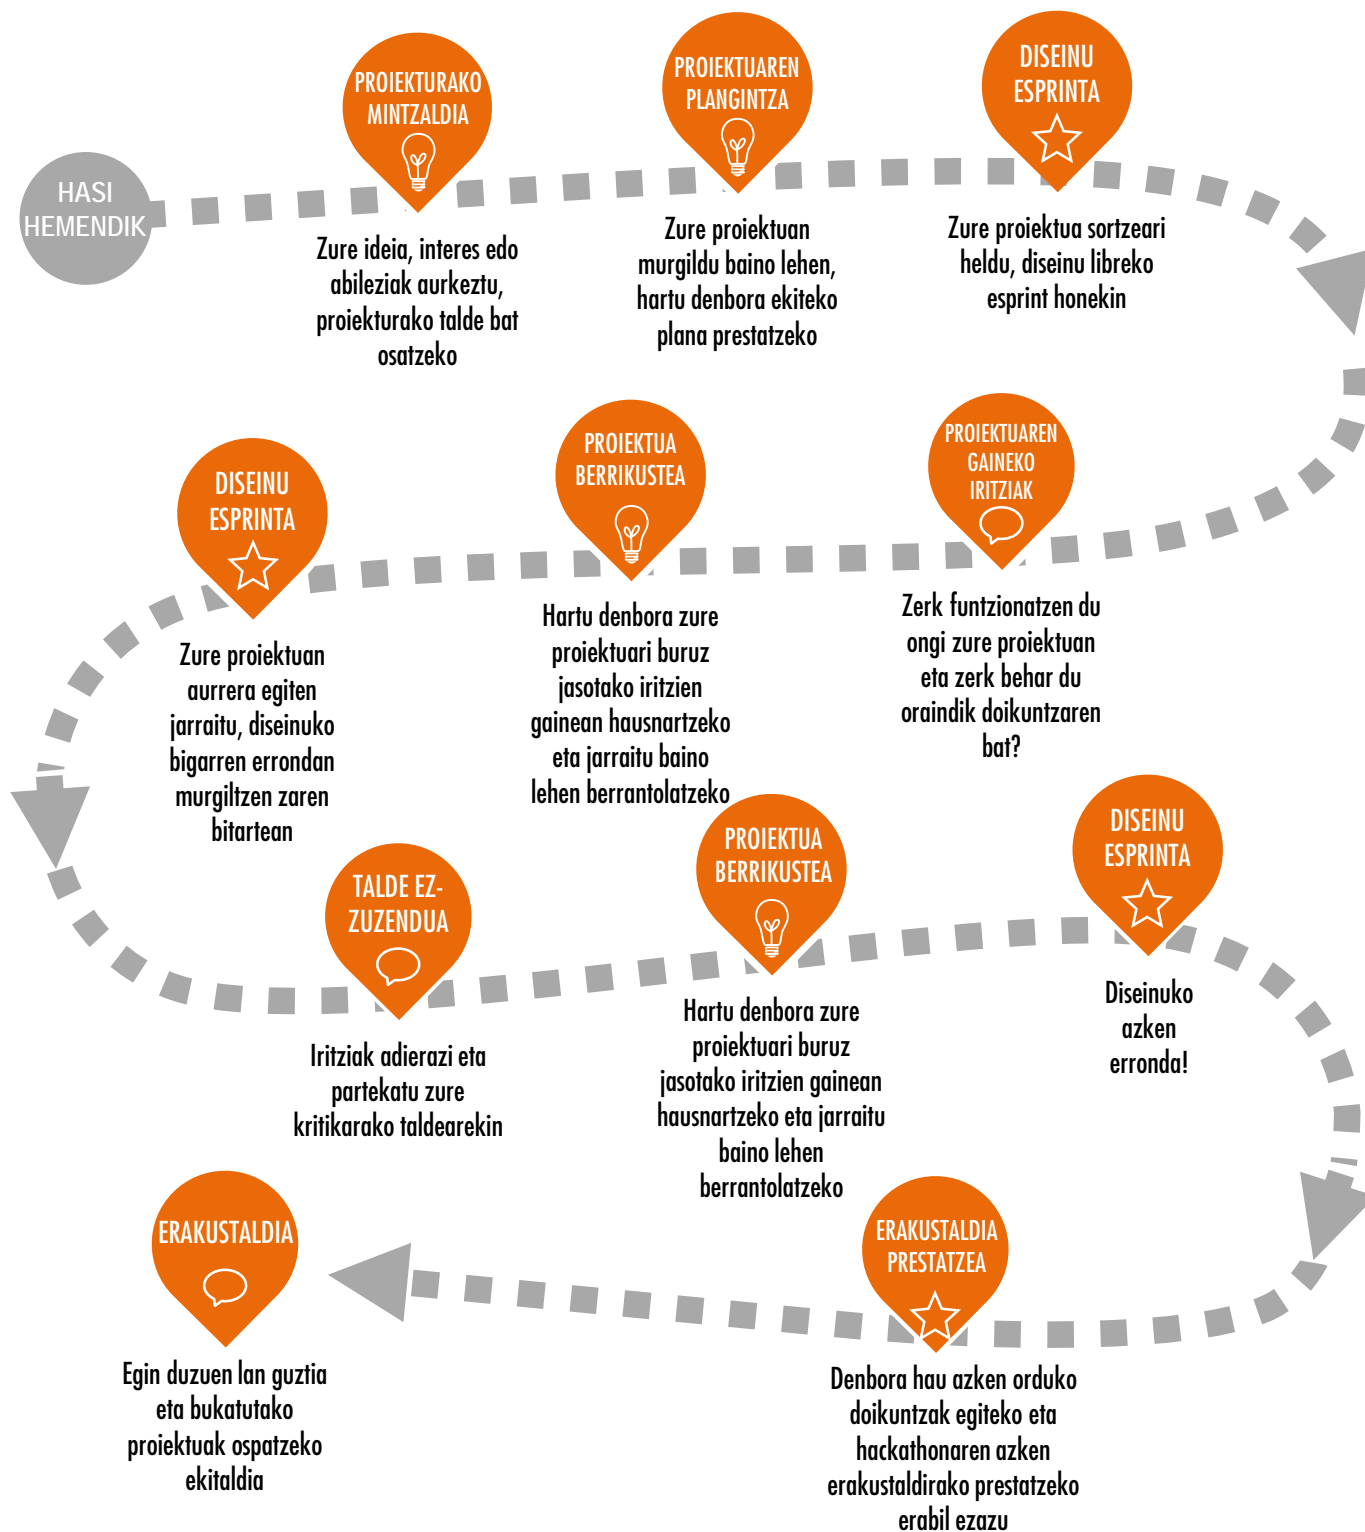 HASI
HEMENDIK
PROIEKTURAKO
MINTZALDIA
Zure ideia, interes edo
abileziak aurkeztu,
proiekturako talde bat
osatzeko
PROIEKTUAREN
PLANGINTZA
Zure proiektuan
murgildu baino lehen,
hartu denbora ekiteko
plana prestatzeko
DISEINU
ESPRINTA
Zure proiektua sortzeari
heldu, diseinu libreko
esprint honekin
PROIEKTUAREN
GAINEKO
IRITZIAK
Zerk funtzionatzen du
ongi zure proiektuan
eta zerk behar du
oraindik doikuntzaren
bat?
PROIEKTUA
BERRIKUSTEA
Hartu denbora zure
proiektuari buruz
jasotako iritzien
gainean hausnartzeko
eta jarraitu baino
lehen berrantolatzeko
DISEINU
ESPRINTA
Zure proiektuan
aurrera egiten
jarraitu, diseinuko
bigarren errondan
murgiltzen zaren
bitartean
TALDE EZ-
ZUZENDUA
Iritziak adierazi eta
partekatu zure
kritikarako taldearekin
PROIEKTUA
BERRIKUSTEA
Hartu denbora zure
proiektuari buruz
jasotako iritzien gainean
hausnartzeko eta jarraitu
baino lehen
berrantolatzeko
DISEINU
ESPRINTA
Diseinuko
azken
erronda!
ERAKUSTALDIA
PRESTATZEA
Denbora hau azken orduko
doikuntzak egiteko eta
hackathonaren azken
erakustaldirako prestatzeko
erabil ezazu
ERAKUSTALDIA
Egin duzuen lan guztia
eta bukatutako
proiektuak ospatzeko
ekitaldia